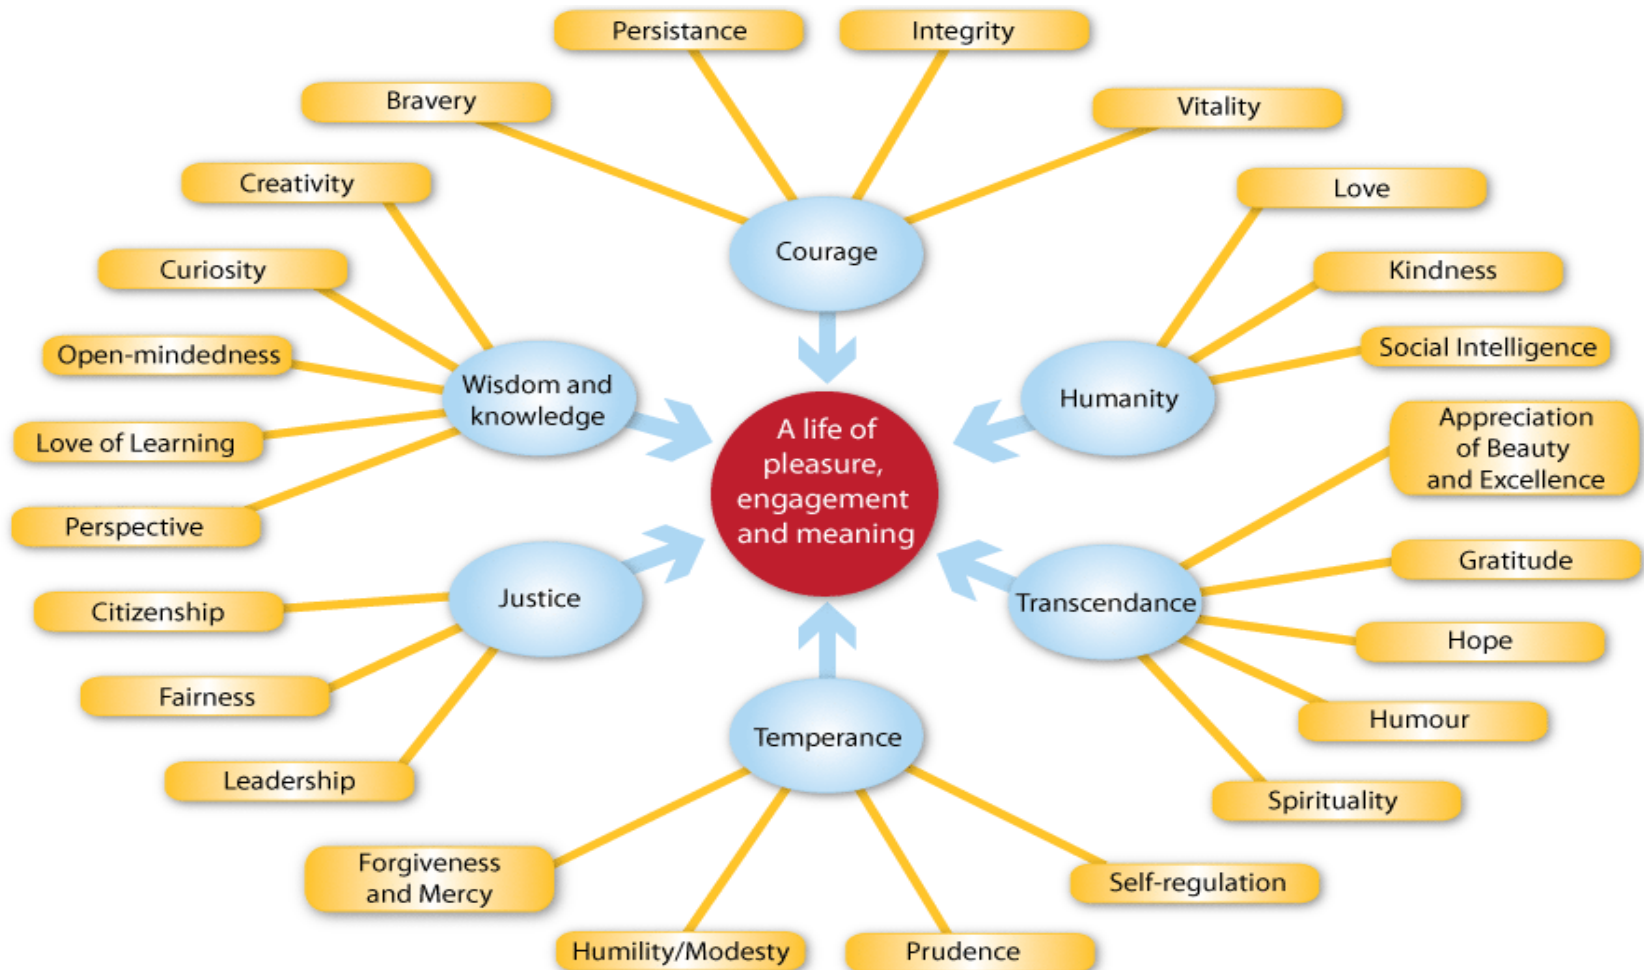 Persistance
Integrity
Bravery
Vitality
Creativity
Love
Courage
Curiosity
Kindness
Open-mindedness
Social Intelligence
Wisdom and
knowledge
Humanity
Love of Learning
Appreciation
of Beauty
and Excellence
A life of
pleasure,
engagement
and meaning
Perspective
Gratitude
Justice
Transcendance
Citizenship
Hope
Fairness
Humour
Temperance
Leadership
Spirituality
Forgiveness
and Mercy
Self-regulation
Humility/Modesty
Prudence